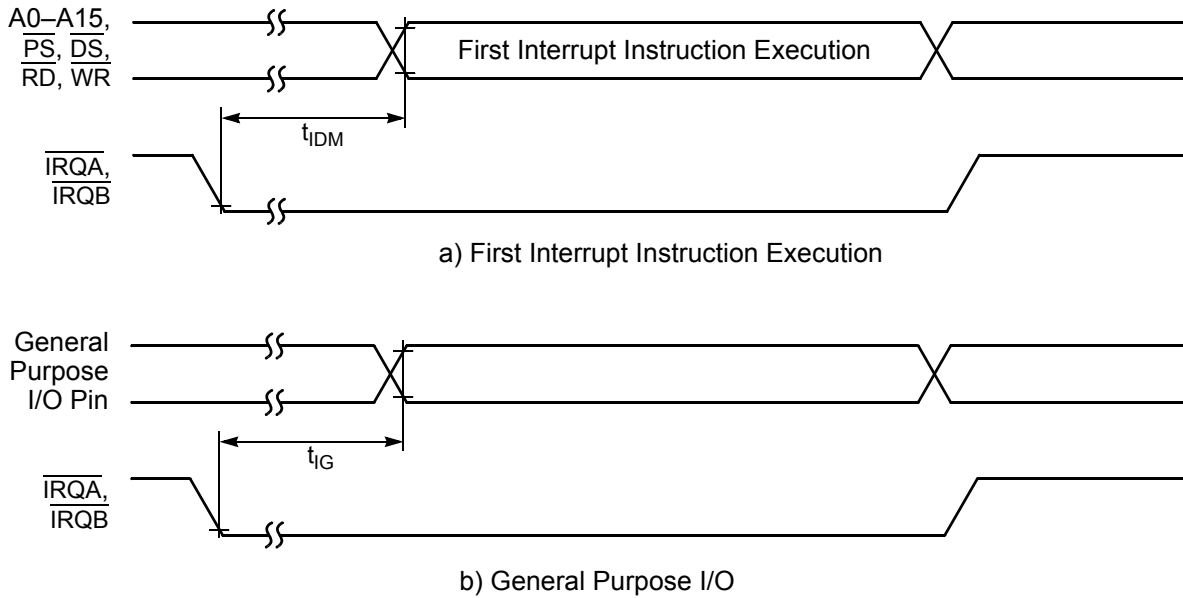 A0–A15,
PS, DS,
RD, WR
First Interrupt Instruction Execution
tIDM
IRQA,
IRQB
a) First Interrupt Instruction Execution
General
Purpose
I/O Pin
tIG
IRQA,
IRQB
b) General Purpose I/O